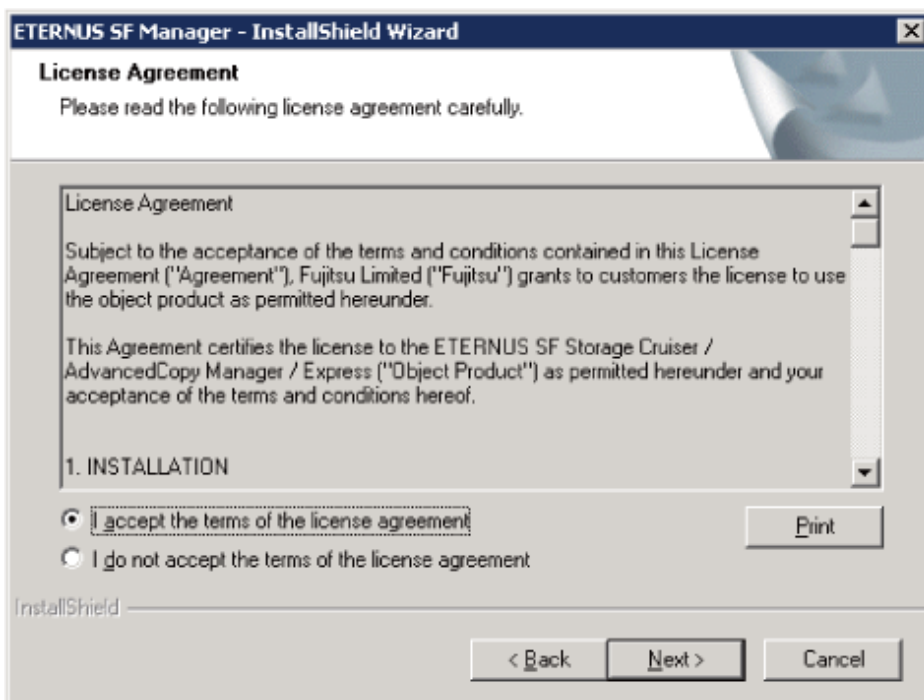 ETERNUS SF Manager - InstallShield Wizard
License Agreement
Please read the following license agreement carefully.
License Agreement
Subject to the acceptance of the terms and conditions contained in this License
Agreement ("Agreement"), Fujitsu Limited ("Fujitsu") grants to customers the license to use
the object product as permitted hereunder.
This Agreement certifies the license to the ETERNUS SF Storage Cruiser /
AdvancedCopy Manager / Express ("Object Product") as permitted hereunder and your
acceptance of the terms and conditions hereof.
1. INSTALLATION
I accept the terms of the license agreement
Print
I do not accept the terms of the license agreement
InstallShield
< Back
Next >
Cancel